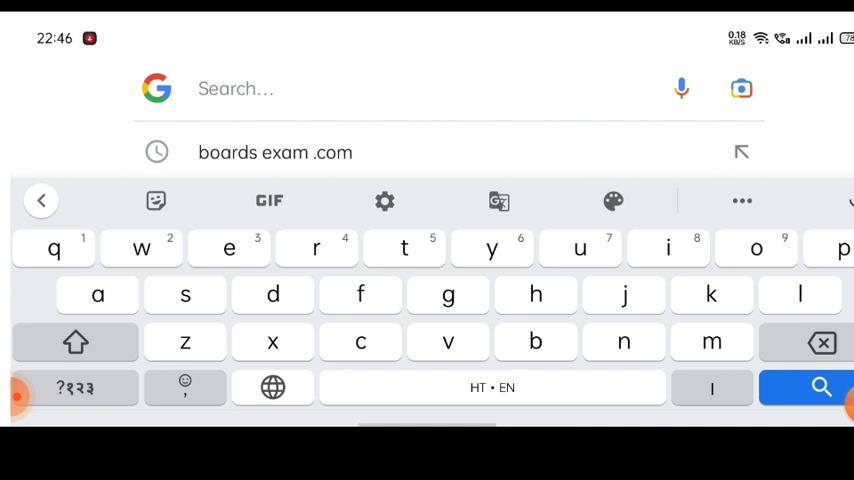 22:46 0.18 KB/S 78
Search...
boards exam .com
GIF
q 1 w 2 e 3 r 4 t 5 y 6 u 7 i 8 o 9 p
a s d f g h j k l
z x c v b n m
?१२३ , HT • EN ।